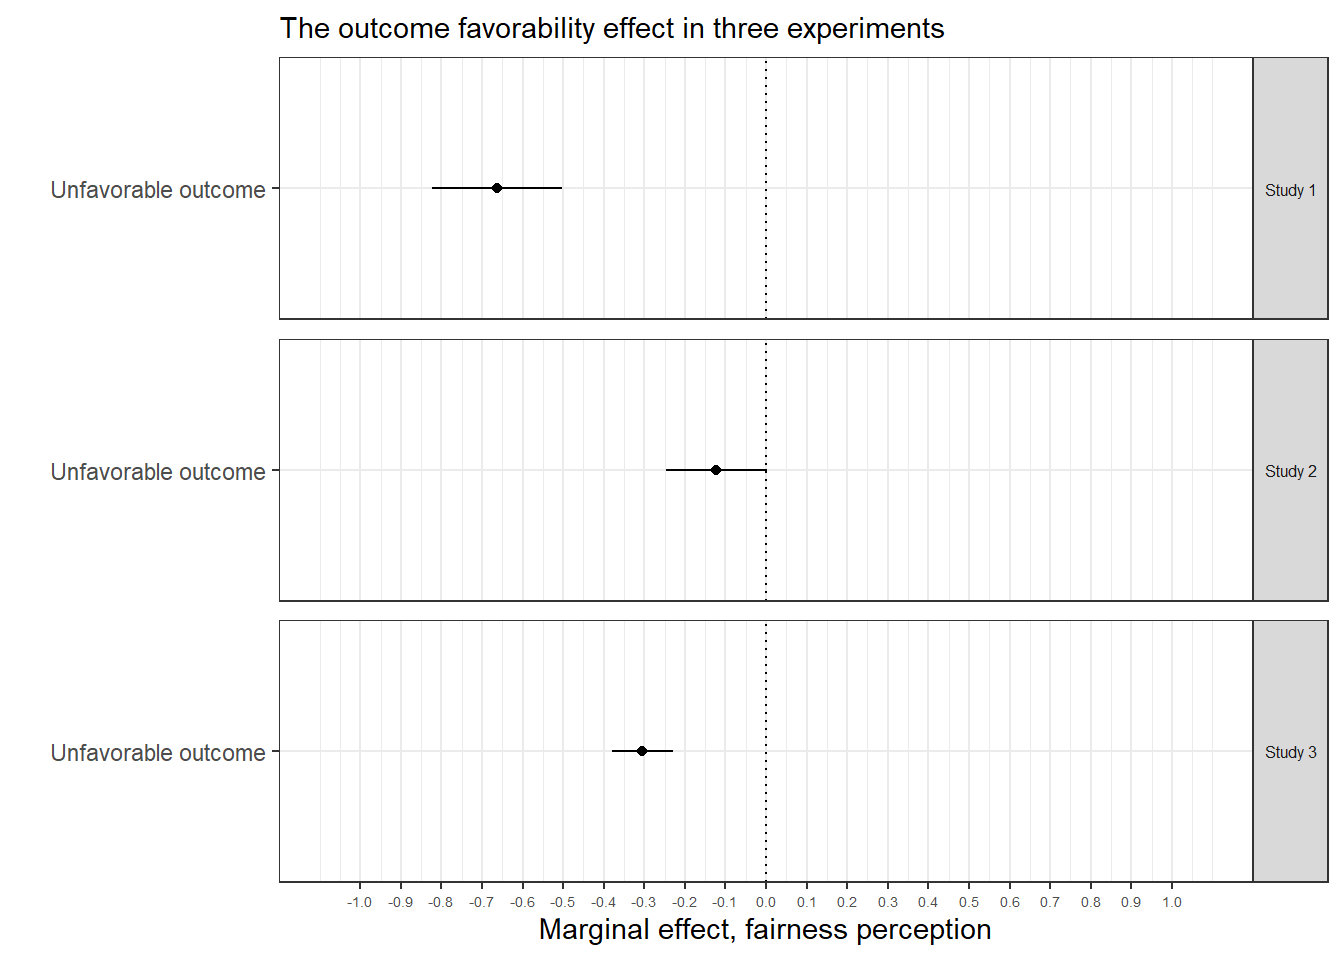 The outcome favorability effect in three experiments
Unfavorable outcome
Study 1
Unfavorable outcome
Study 2
Unfavorable outcome
Study 3
-1.0 -0.9 -0.8 -0.7 -0.6 -0.5 -0.4 -0.3 -0.2 -0.1 0.0 0.1 0.2 0.3 0.4 0.5 0.6 0.7 0.8 0.9 1.0
Marginal effect, fairness perception